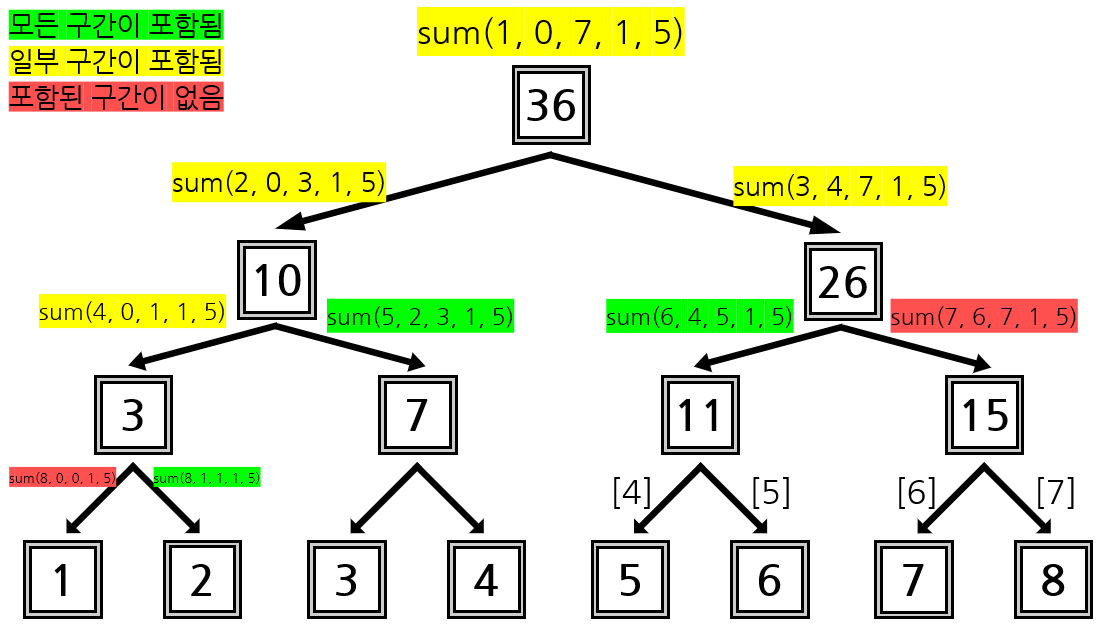 모든 구간이 포함됨
일부 구간이 포함됨
포함된 구간이 없음
sum(1, 0, 7, 1, 5)
36
sum(2, 0, 3, 1, 5)
sum(3, 4, 7, 1, 5)
10
26
sum(4, 0, 1, 1, 5)
sum(5, 2, 3, 1, 5)
sum(6, 4, 5, 1, 5)
sum(7, 6, 7, 1, 5)
3
7
11
15
sum(8, 0, 0, 1, 5)
sum(8, 1, 1, 1, 5)
[4]
[5]
[6]
[7]
1
2
3
4
5
6
7
8